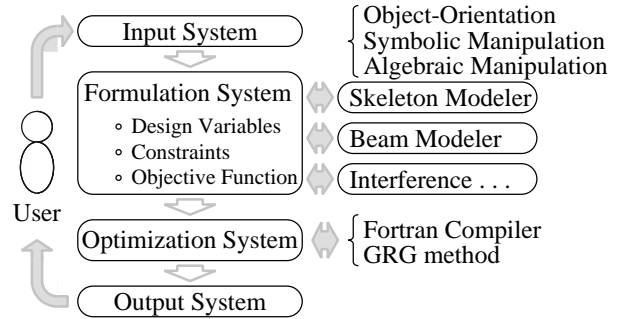 Input System
Object-Orientation
Symbolic Manipulation
Algebraic Manipulation
Formulation System
Design Variables
Constraints
Objective Function
Skeleton Modeler
Beam Modeler
Interference . . .
User
Optimization System
Fortran Compiler
GRG method
Output System